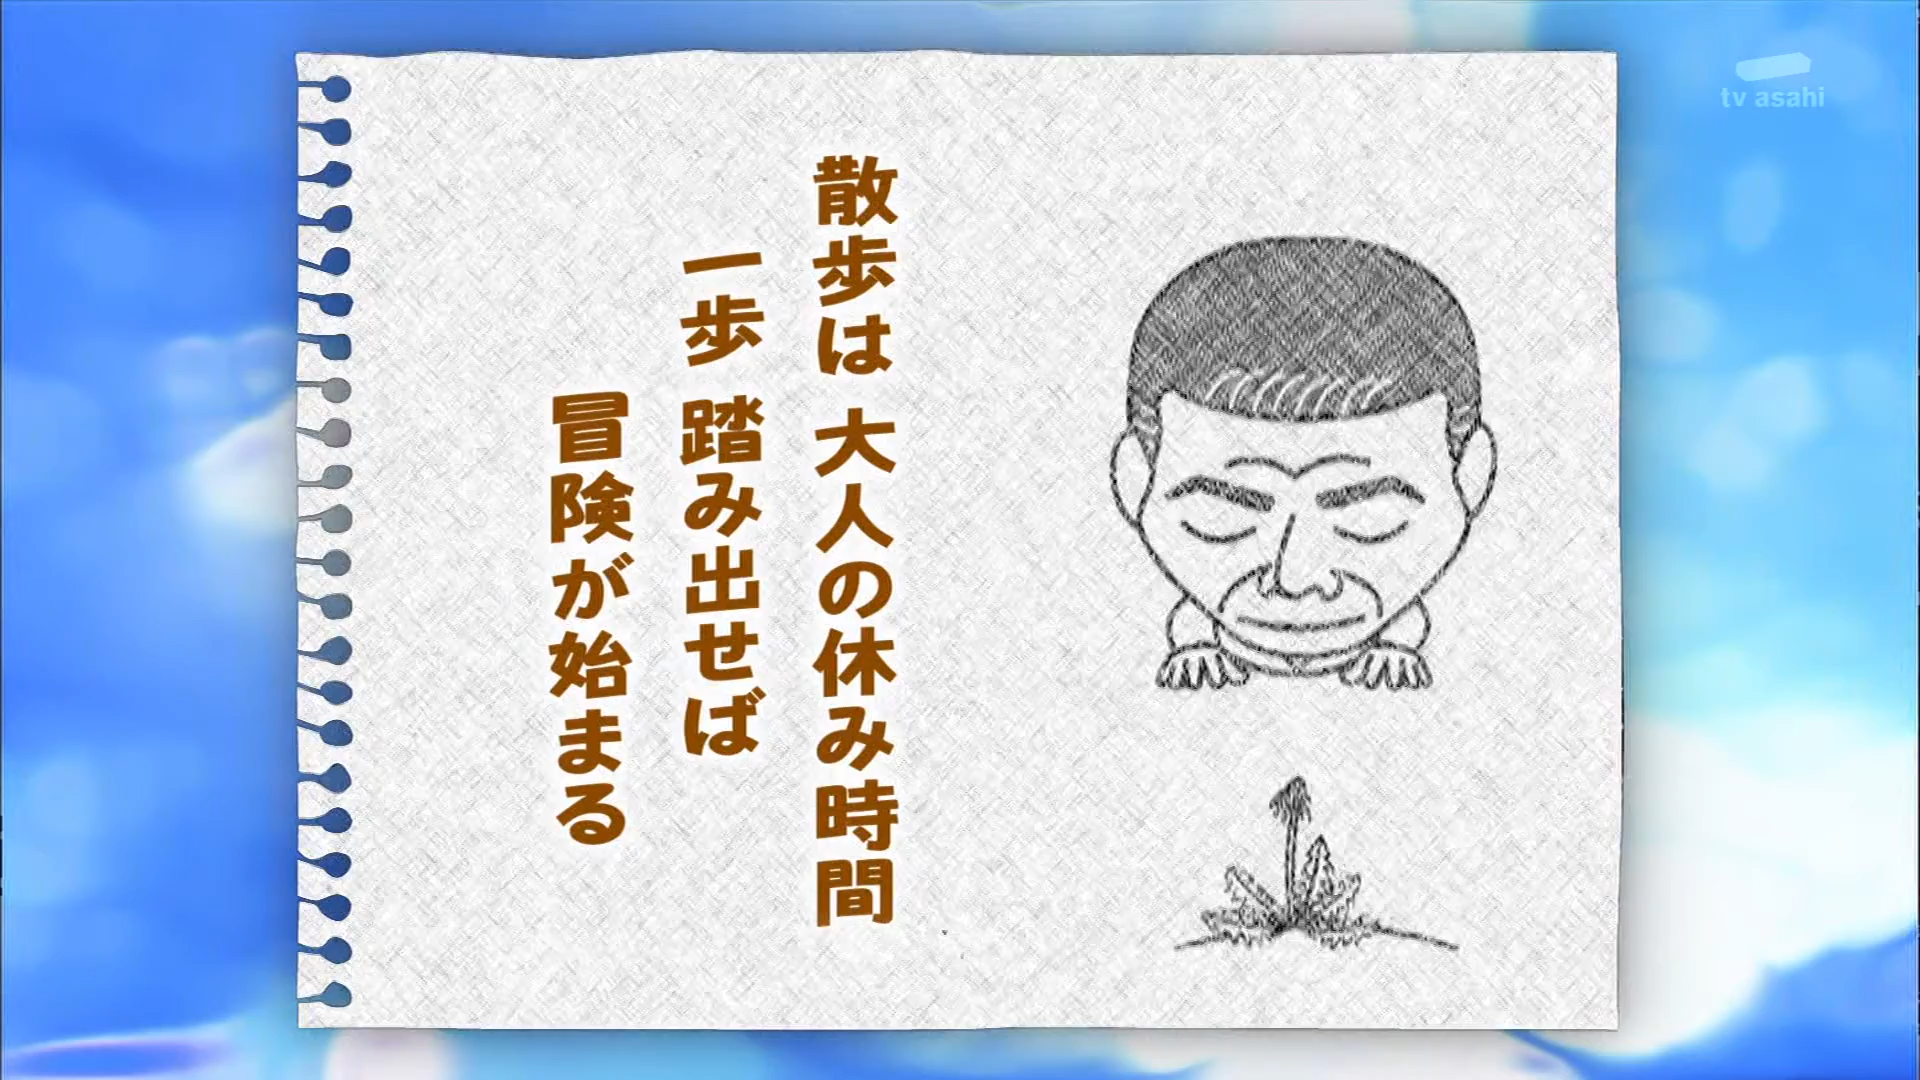 散歩は 大人の休み時間
一歩 踏み出せば
冒険が始まる
tv asahi